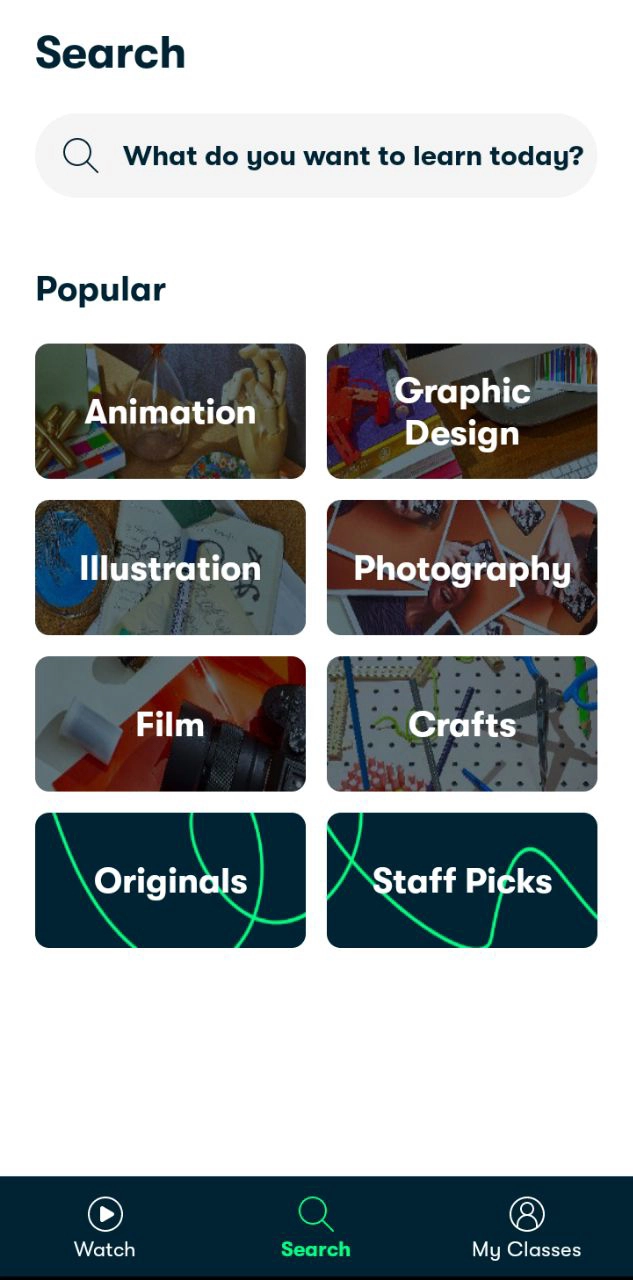 Search
What do you want to learn today?
Popular
Animation
Graphic
Design
Illustration
Photography
Film
Crafts
Originals
Staff Picks
Watch
Search
My Classes